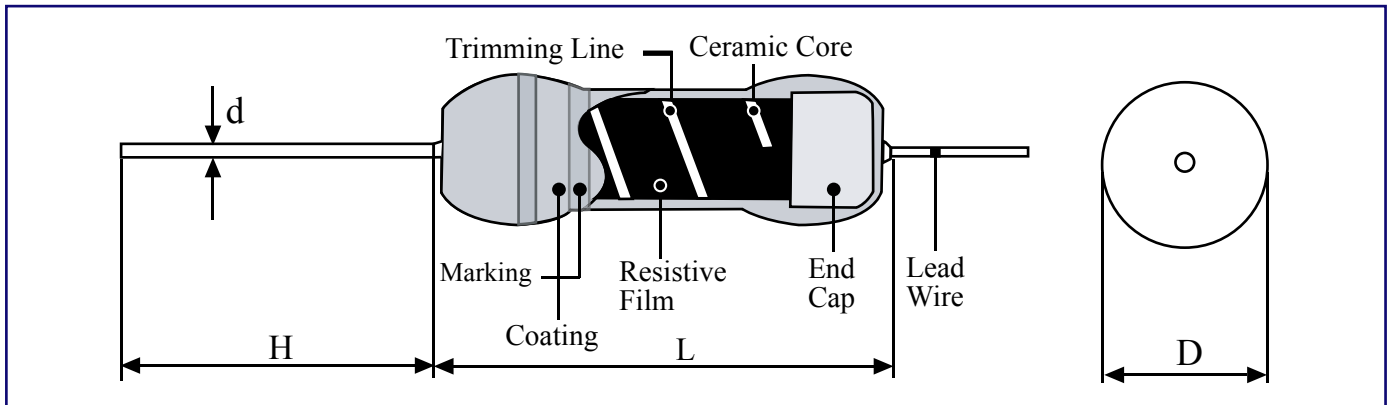 Trimming Line
Ceramic Core
d
Marking
Resistive
Film
End
Cap
Lead
Wire
Coating
H
L
D